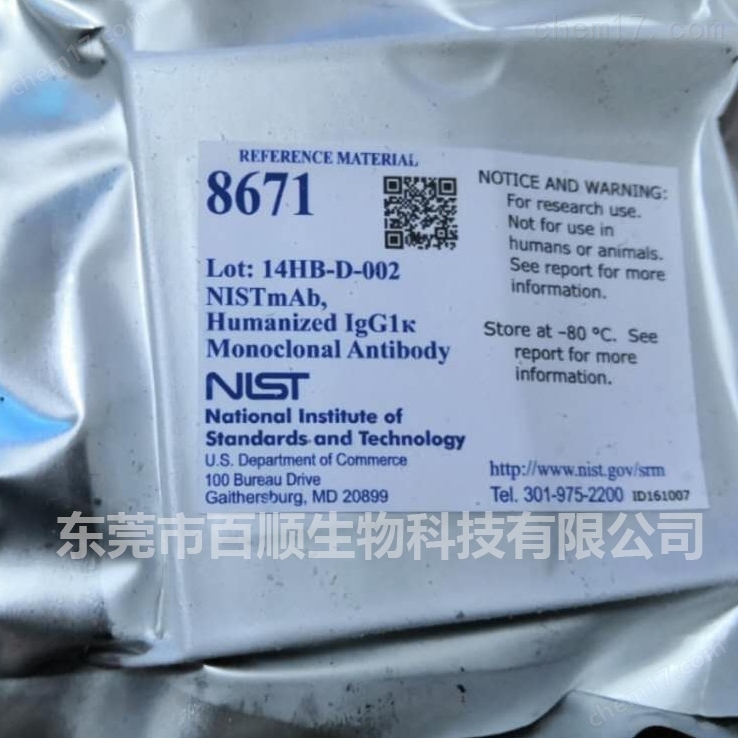 chem17.com
REFERENCE MATERIAL
8671
Lot: 14HB-D-002
NISTmAb,
Humanized IgG1κ
Monoclonal Antibody
NIST
National Institute of
Standards and Technology
U.S. Department of Commerce
100 Bureau Drive
Gaithersburg, MD 20899
NOTICE AND WARNING:
For research use.
Not for use in
humans or animals.
See report for more
information.
Store at –80 °C. See
report for more
information.
http://www.nist.gov/srm
Tel. 301-975-2200 ID161007
东莞市百顺生物科技有限公司